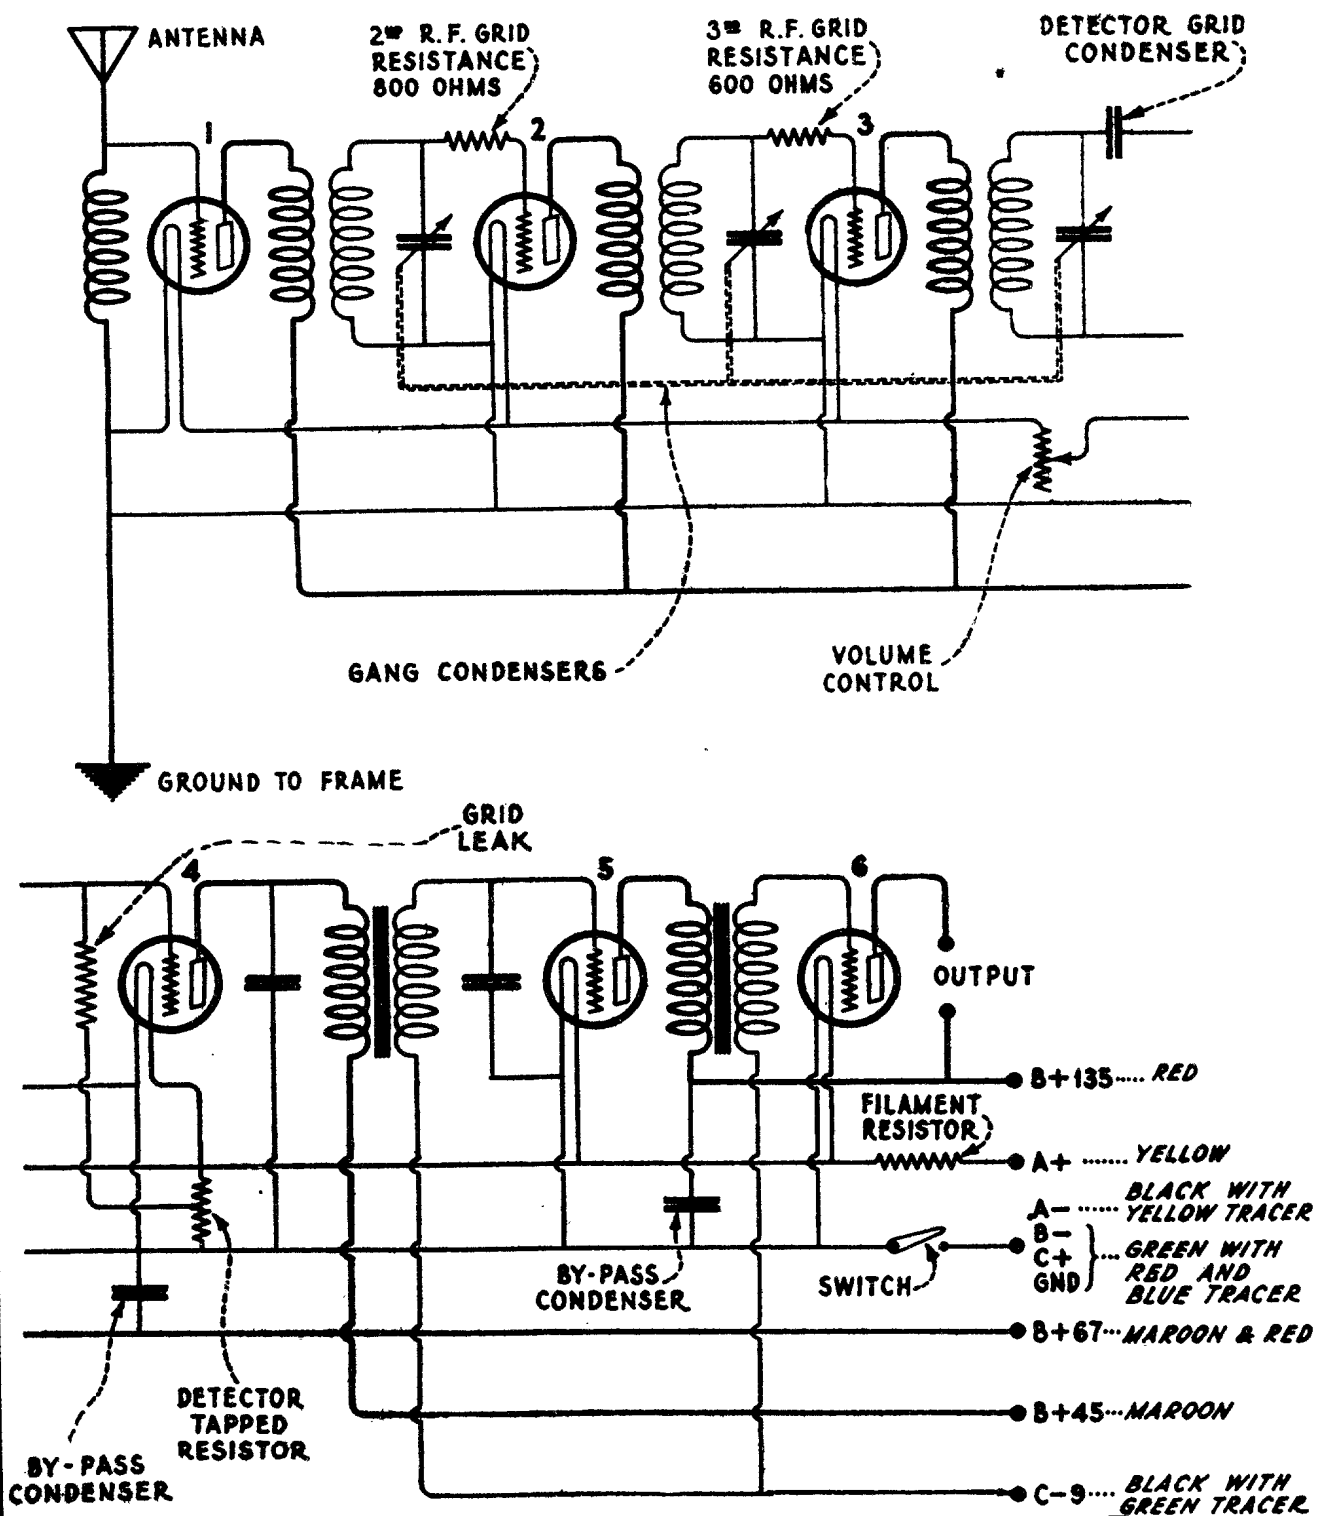 ANTENNA
2ND R.F. GRID
RESISTANCE
800 OHMS
3RD R.F. GRID
RESISTANCE
600 OHMS
DETECTOR GRID
CONDENSER
1
2
3
GANG CONDENSERS
VOLUME
CONTROL
GROUND TO FRAME
GRID
LEAK
4
5
6
OUTPUT
B+135..... RED
FILAMENT
RESISTOR
A+ ....... YELLOW
A- ...... BLACK WITH
YELLOW TRACER
B-
C+
GND
... GREEN WITH
RED AND
BLUE TRACER
BY-PASS
CONDENSER
SWITCH
B+67... MAROON & RED
DETECTOR
TAPPED
RESISTOR
B+45... MAROON
BY-PASS
CONDENSER
C-9.... BLACK WITH
GREEN TRACER